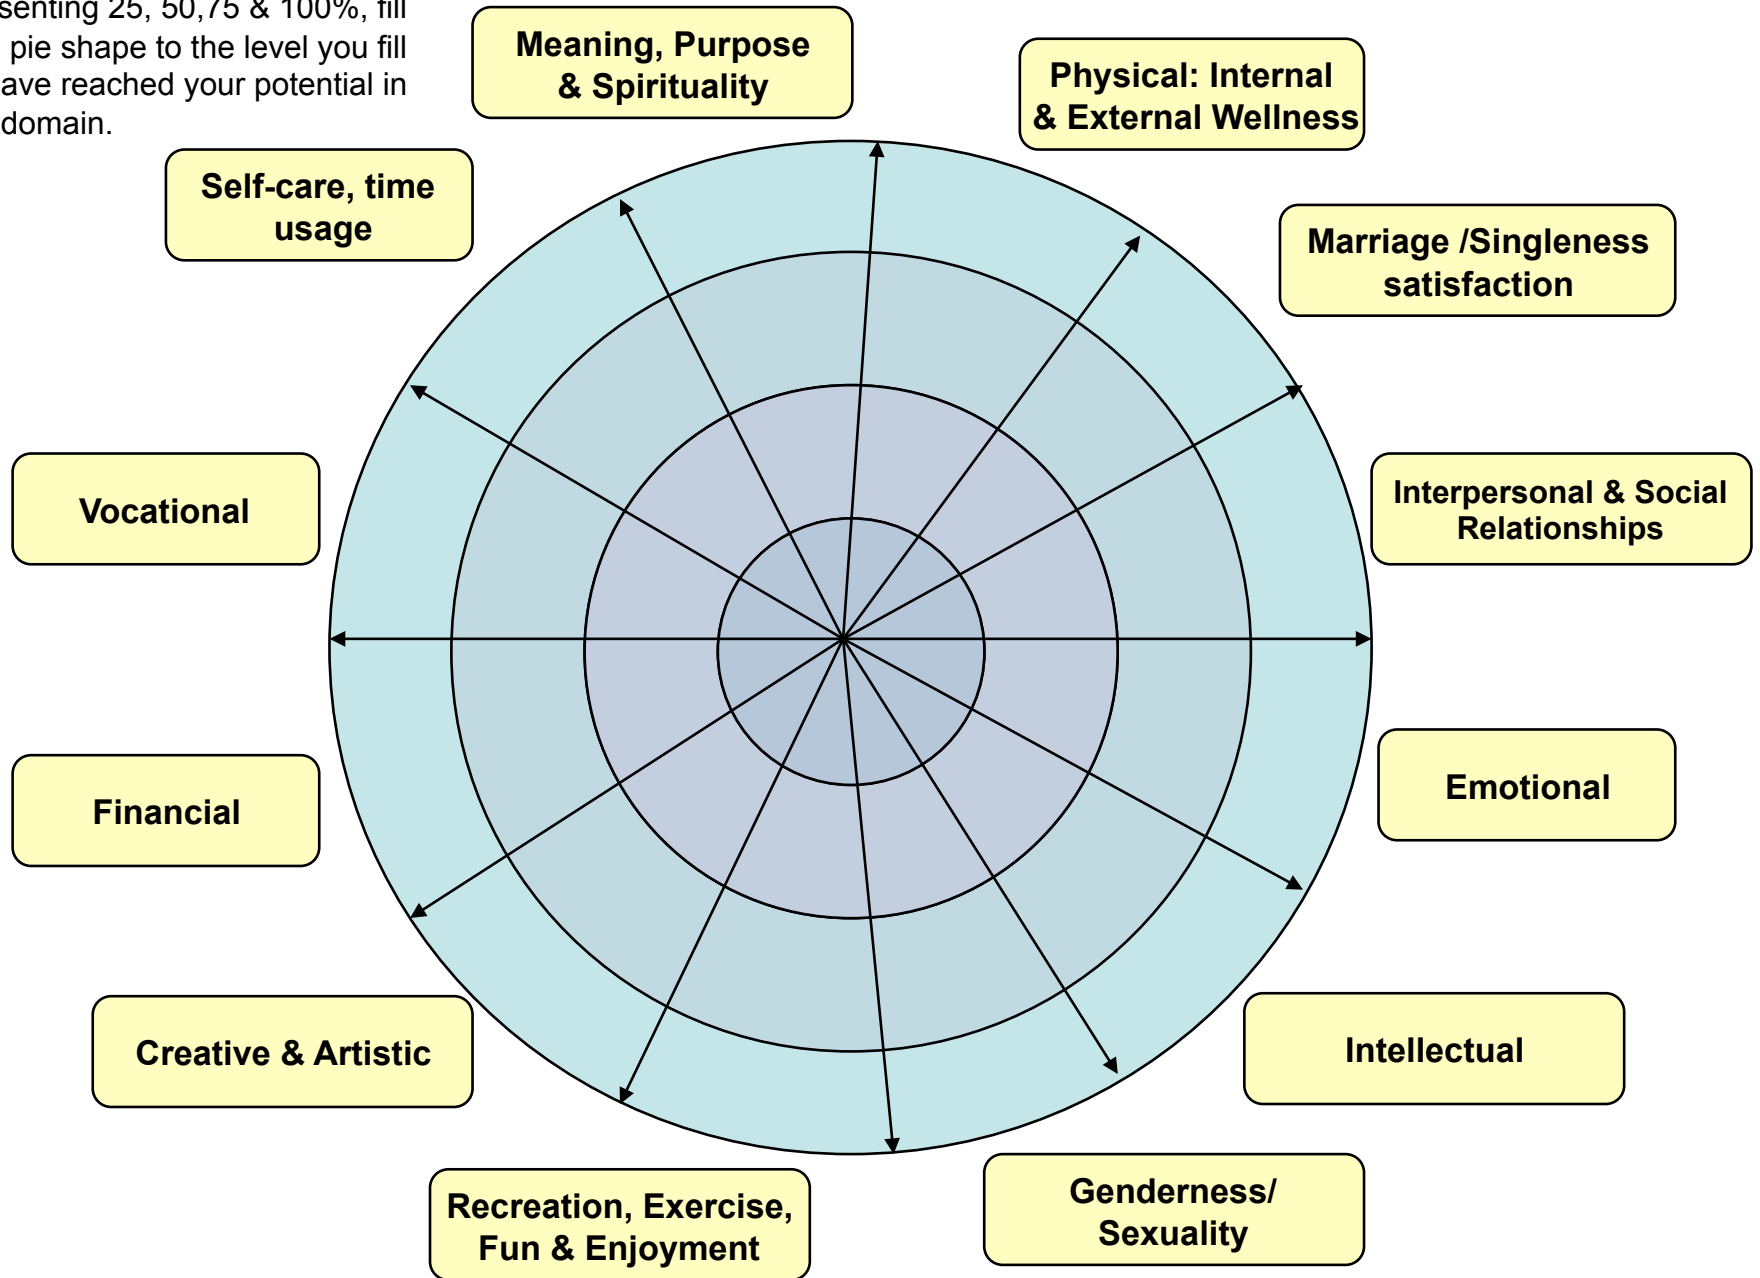 25, 50,75 & 100%, fill
pie shape to the level you fill
reached your potential in
domain.
Meaning, Purpose
& Spirituality
Physical: Internal
& External Wellness
Self-care, time
usage
Marriage /Singleness
satisfaction
Vocational
Interpersonal & Social
Relationships
Financial
Emotional
Creative & Artistic
Intellectual
Recreation, Exercise,
Fun & Enjoyment
Genderness/
Sexuality